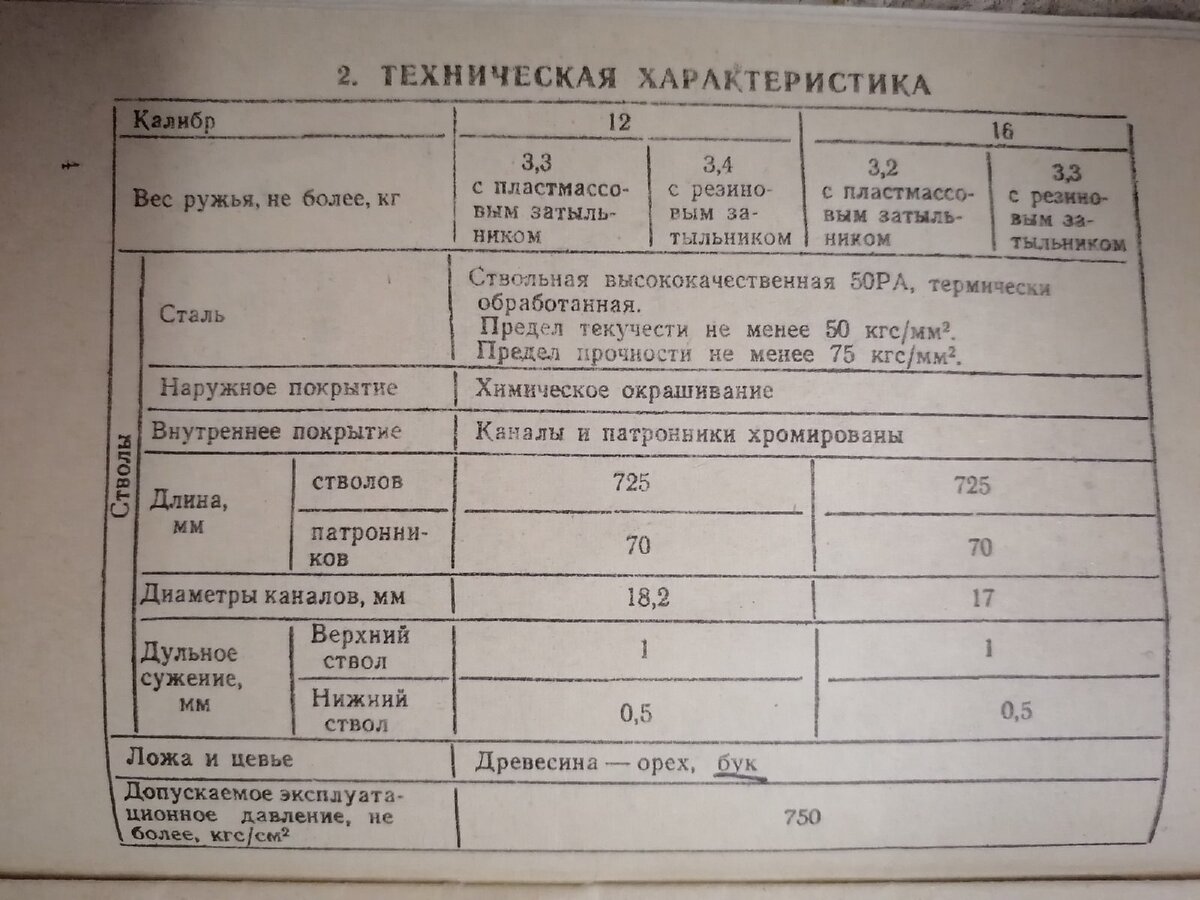 2. ТЕХНИЧЕСКАЯ ХАРАКТЕРИСТИКА
4
Калибр 12 16
Вес ружья, не более, кг
3,3
с пластмассо-
вым затыль-
ником
3,4
с резино-
вым за-
тыльником
3,2
с пластмассо-
вым затыль-
ником
3,3
с резино-
вым за-
тыльником
Стволы
Сталь
Ствольная высококачественная 50РА, термически
обработанная.
Предел текучести не менее 50 кгс/мм².
Предел прочности не менее 75 кгс/мм².
Наружное покрытие Химическое окрашивание
Внутреннее покрытие Каналы и патронники хромированы
Длина,
мм
стволов 725 725
патронни-
ков
70 70
Диаметры каналов, мм 18,2 17
Дульное
сужение,
мм
Верхний
ствол
1 1
Нижний
ствол
0,5 0,5
Ложа и цевье Древесина — орех, бук
Допускаемое эксплуата-
ционное давление, не
более, кгс/см²
750